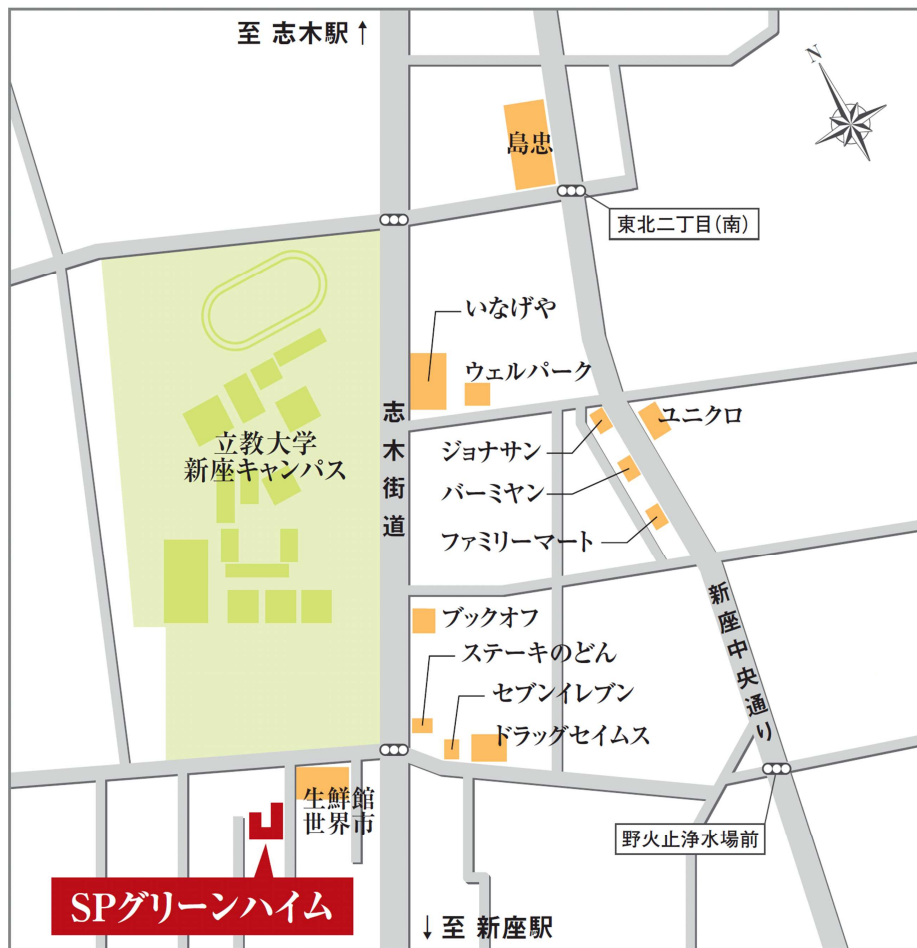 至 志木駅↑
N
島忠
東北二丁目(南)
いなげや
ウェルパーク
志木街道
ユニクロ
立教大学
新座キャンパス
ジョナサン
バーミヤン
ファミリーマート
新座中央通り
ブックオフ
ステーキのどん
セブンイレブン
ドラッグセイムス
生鮮館
世界市
野火止浄水場前
SPグリーンハイム
↓至 新座駅